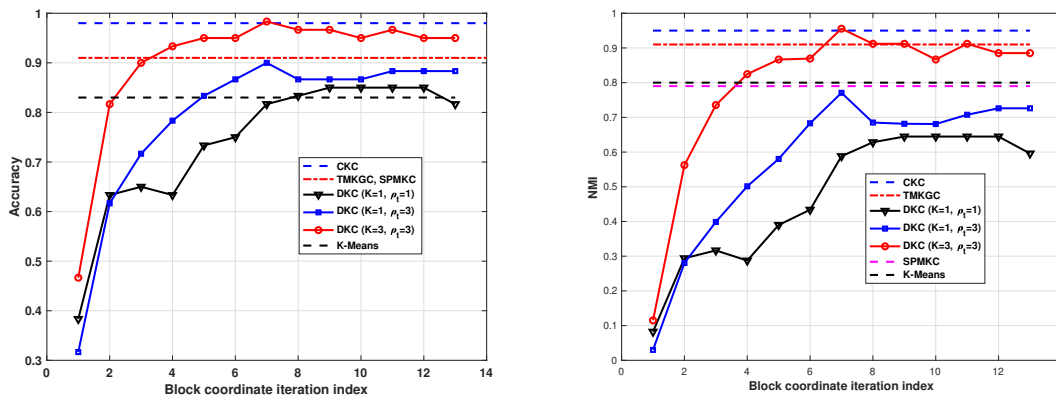 1
0.9
0.8
0.7
0.6
0.5
0.4
0.3
Accuracy
CKC
TMKGC, SPMKC
DKC (K=1, ρt=1)
DKC (K=1, ρt=3)
DKC (K=3, ρt=3)
K-Means
0 2 4 6 8 10 12 14
Block coordinate iteration index
1
0.9
0.8
0.7
0.6
0.5
0.4
0.3
0.2
0.1
0
NMI
CKC
TMKGC
DKC (K=1, ρt=1)
DKC (K=1, ρt=3)
DKC (K=3, ρt=3)
SPMKC
K-Means
0 2 4 6 8 10 12
Block coordinate iteration index